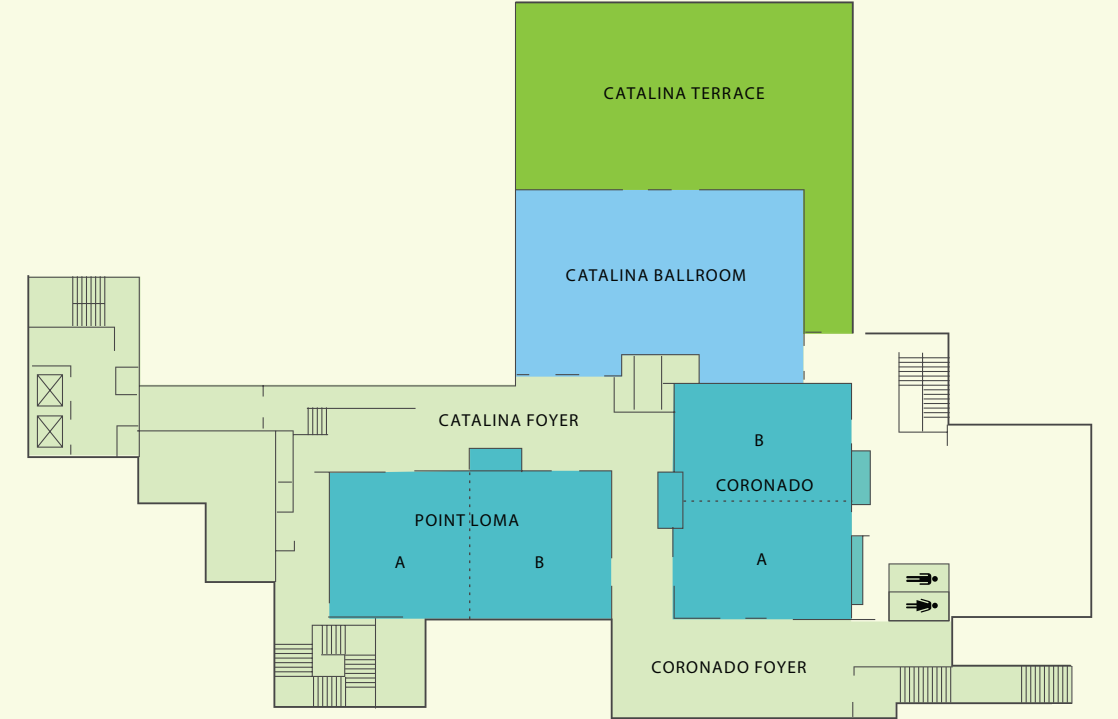 CATALINA TERRACE
CATALINA BALLROOM
CATALINA FOYER
B
CORONADO
POINT LOMA
A
B
A
CORONADO FOYER